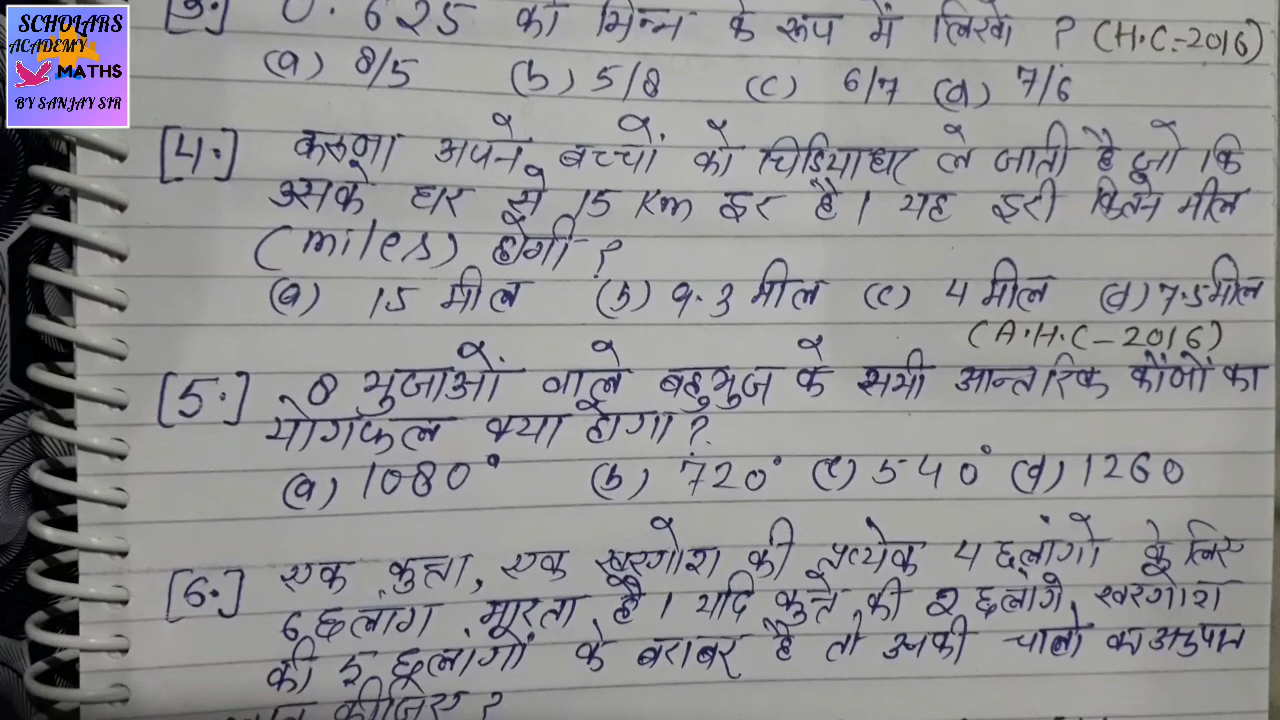 SCHOLARS
ACADEMY
MATHS
BY SANJAY SIR
[3.] 0.625 को भिन्न के रूप में लिखो ? (H.C.-2016)
(a) 8/5 (b) 5/8 (c) 6/7 (d) 7/6
[4.] करुणा अपने बच्चों को चिडियाघर ले जाती है जो कि
उसके घर से 15 Km दूर है। यह दूरी कितने मील
(miles) होगी ?
(a) 15 मील (b) 9.3 मील (c) 4 मील (d) 7.5 मील
(A.H.C-2016)
[5.] 8 भुजाओं वाले बहुभुज के सभी आन्तरिक कोंणों का
योगफल क्या होगा ?
(a) 1080° (b) 720° (c) 540° (d) 1260
[6.] एक कुत्ता, एक खरगोश की प्रत्येक 4 छलांगों के लिए
6 छलांग मारता है। यदि कुत्ते की 2 छलांगे, खरगोश
की 5 छलांगों के बराबर है तो उनकी चालो का अनुपात
कीजिए ?